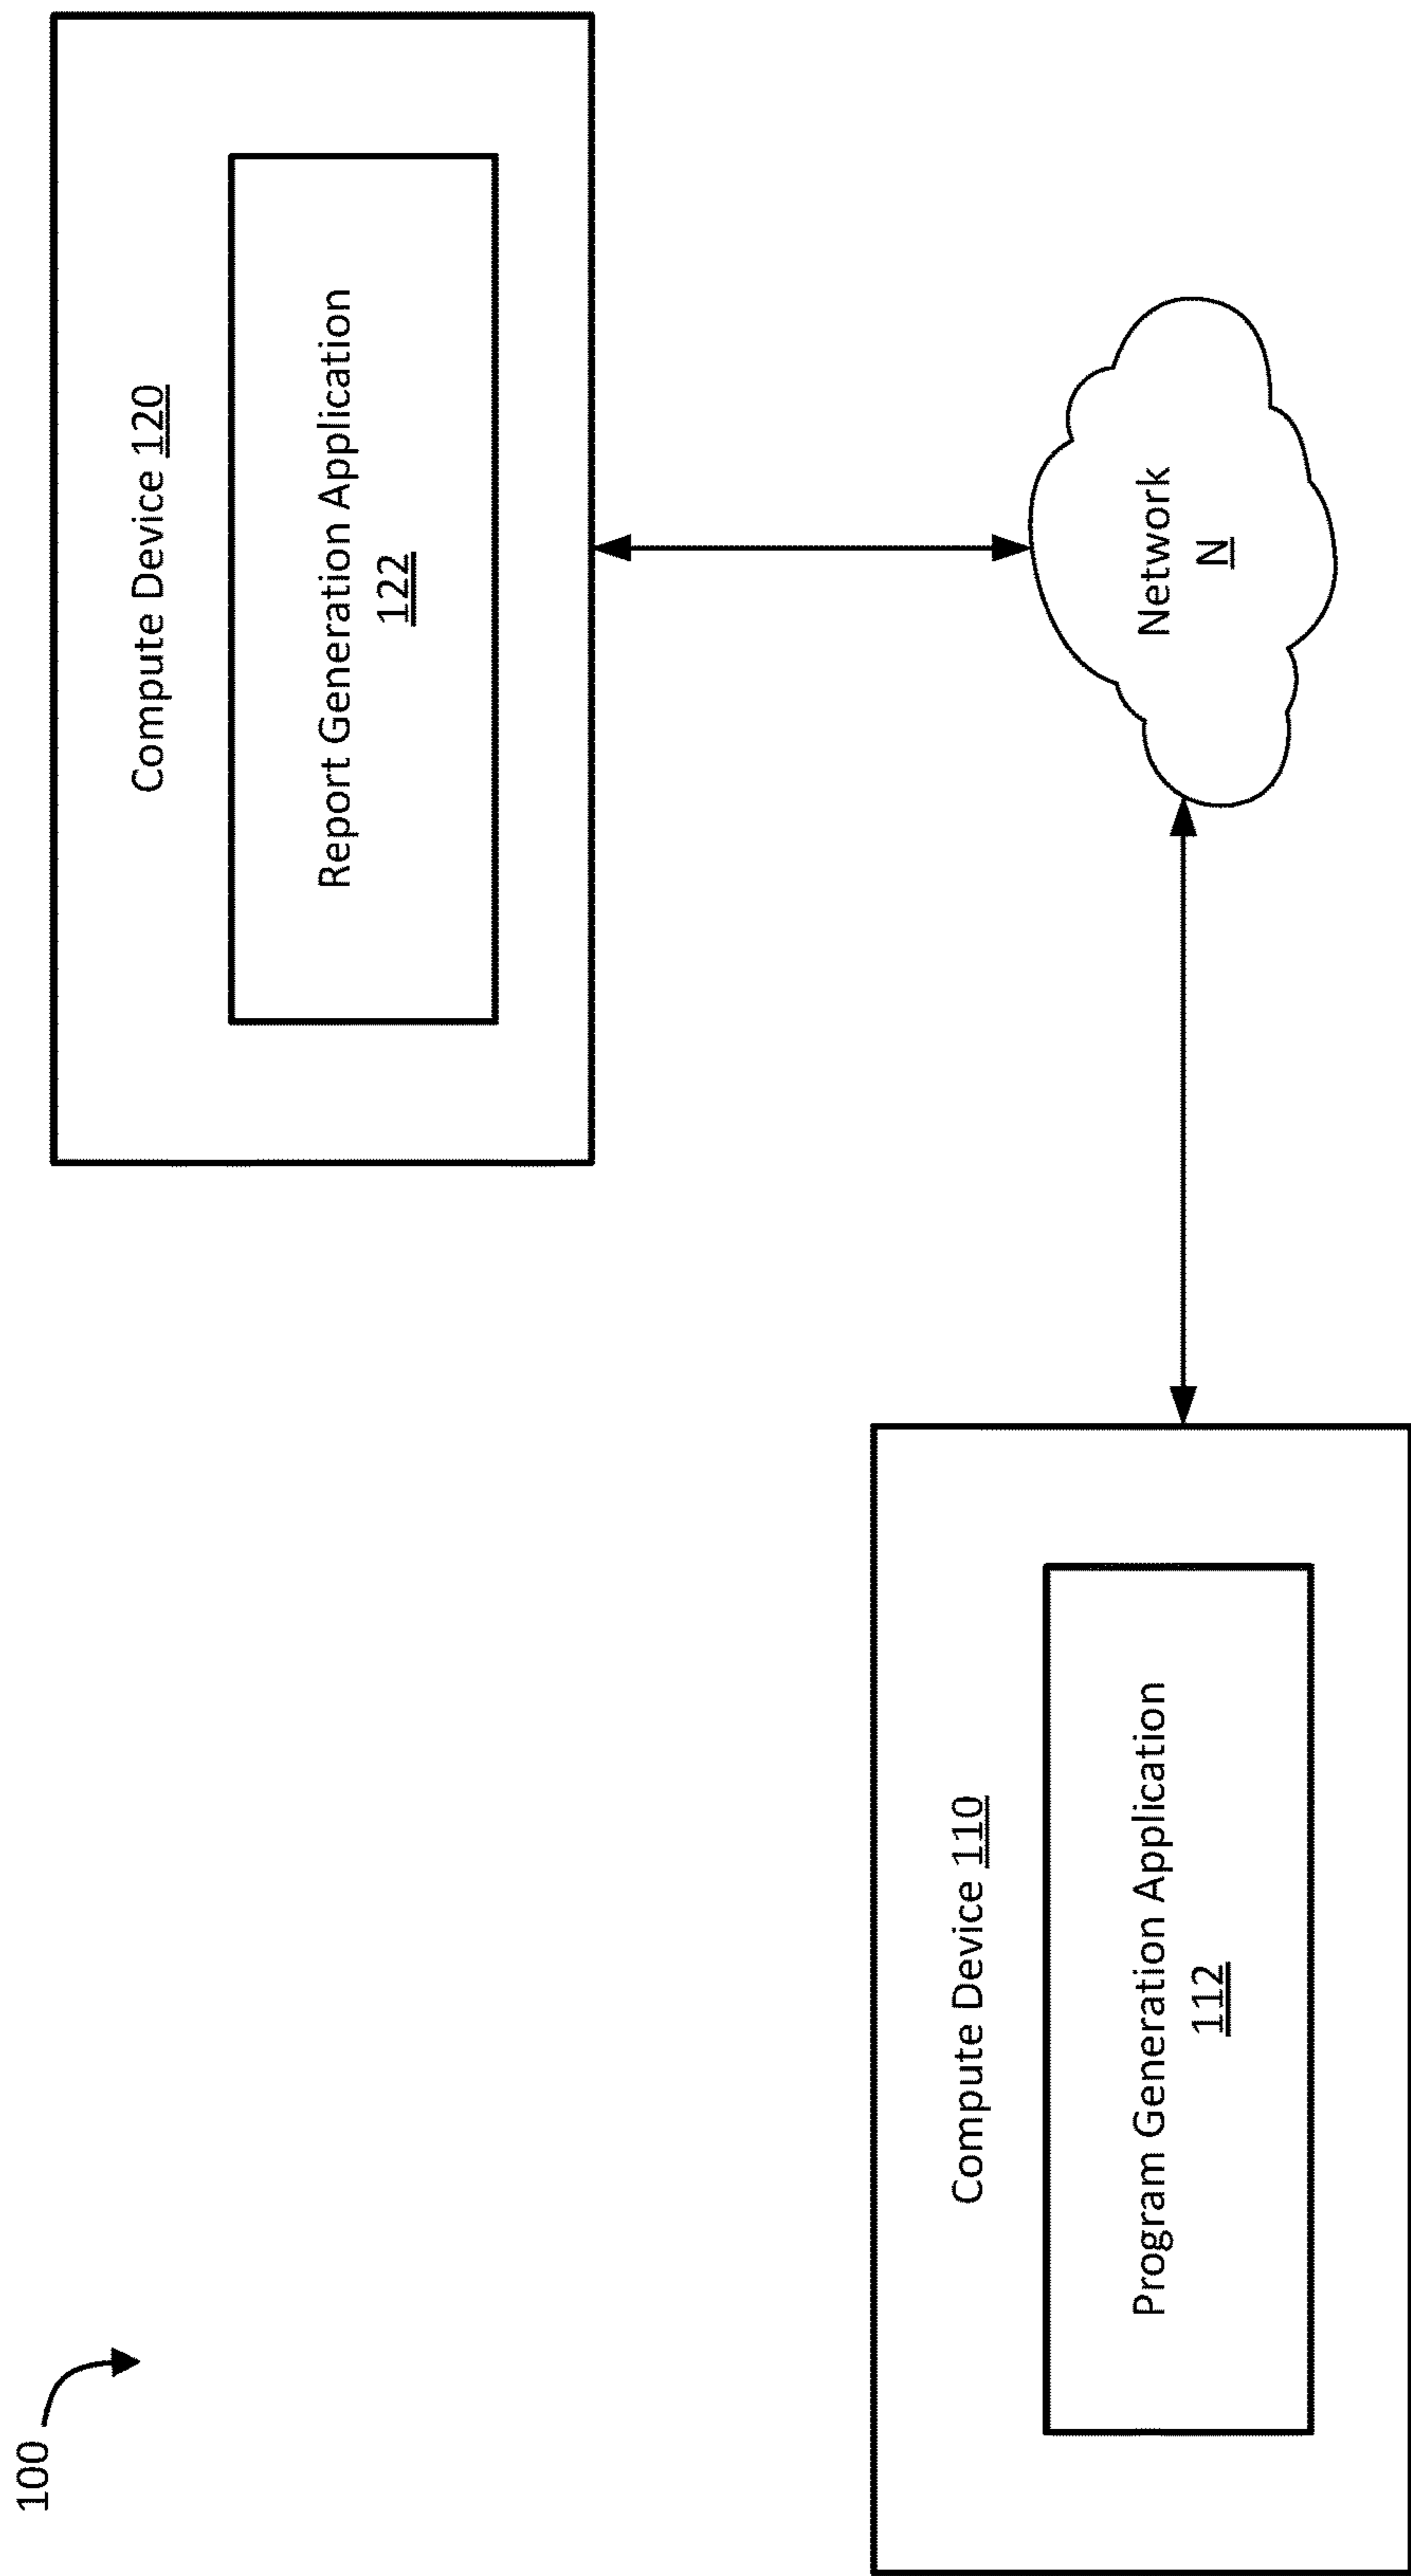 100
Compute Device 120
Report Generation Application
122
Compute Device 110
Program Generation Application
112
Network
N